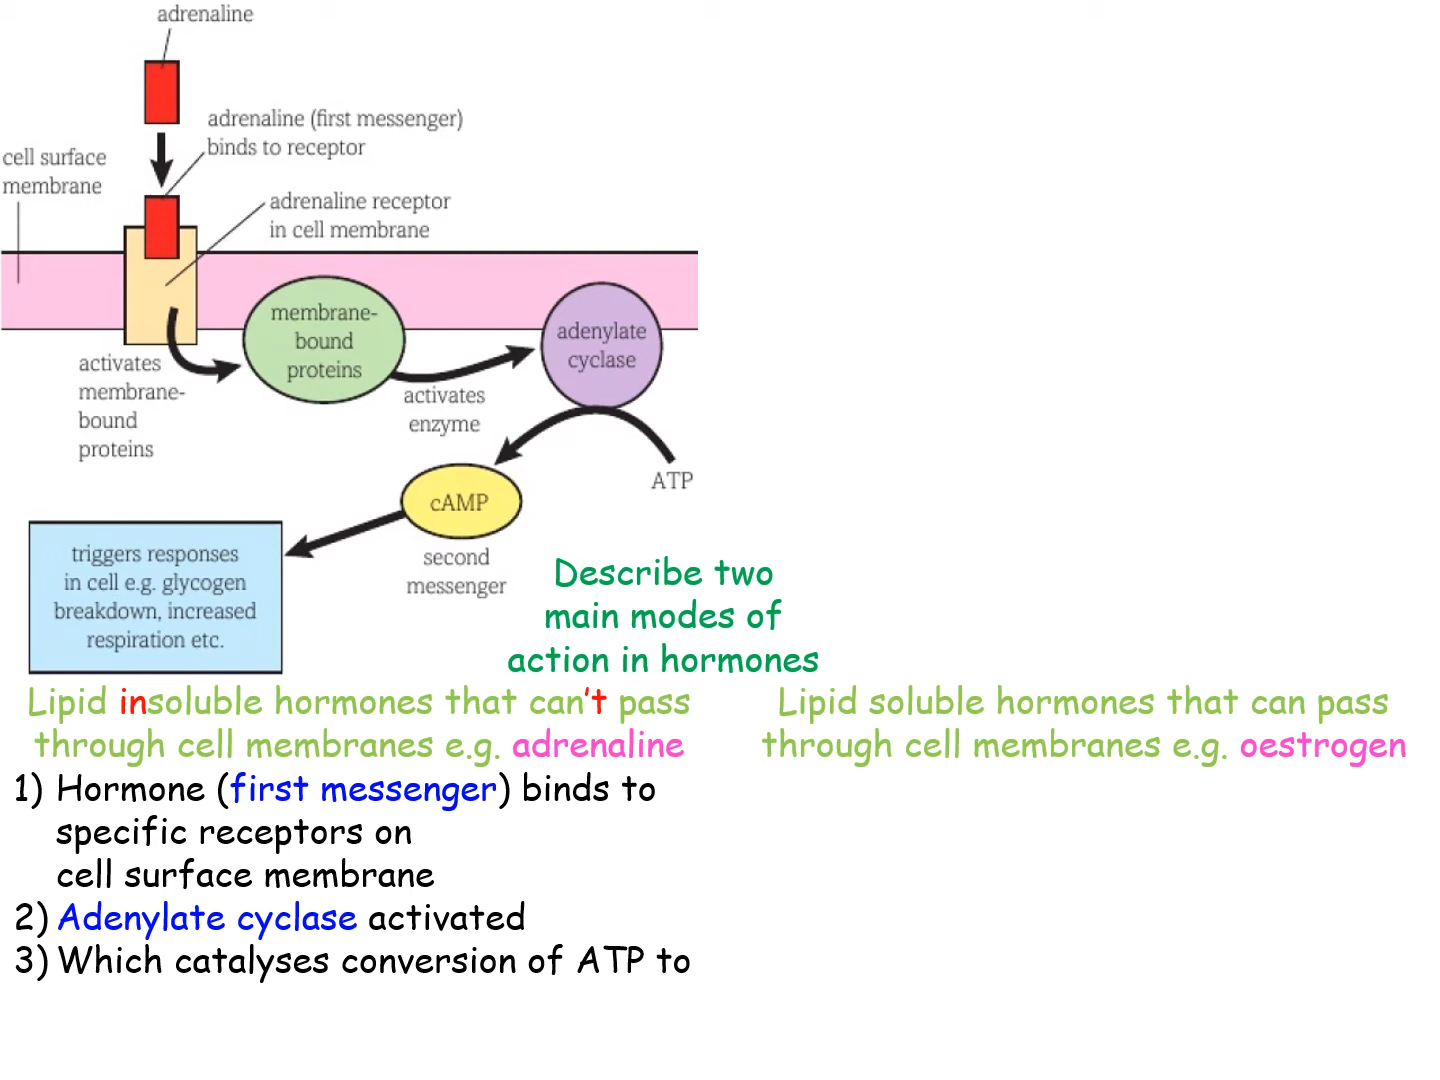 adrenaline
adrenaline (first messenger)
binds to receptor
cell surface
membrane
adrenaline receptor
in cell membrane
membrane-
bound
proteins
adenylate
cyclase
activates
membrane-
bound
proteins
activates
enzyme
ATP
cAMP
second
messenger
triggers responses
in cell e.g. glycogen
breakdown, increased
respiration etc.
Describe two
main modes of
action in hormones
Lipid insoluble hormones that can't pass
through cell membranes e.g. adrenaline
1) Hormone (first messenger) binds to
specific receptors on
cell surface membrane
2) Adenylate cyclase activated
3) Which catalyses conversion of ATP to
Lipid soluble hormones that can pass
through cell membranes e.g. oestrogen